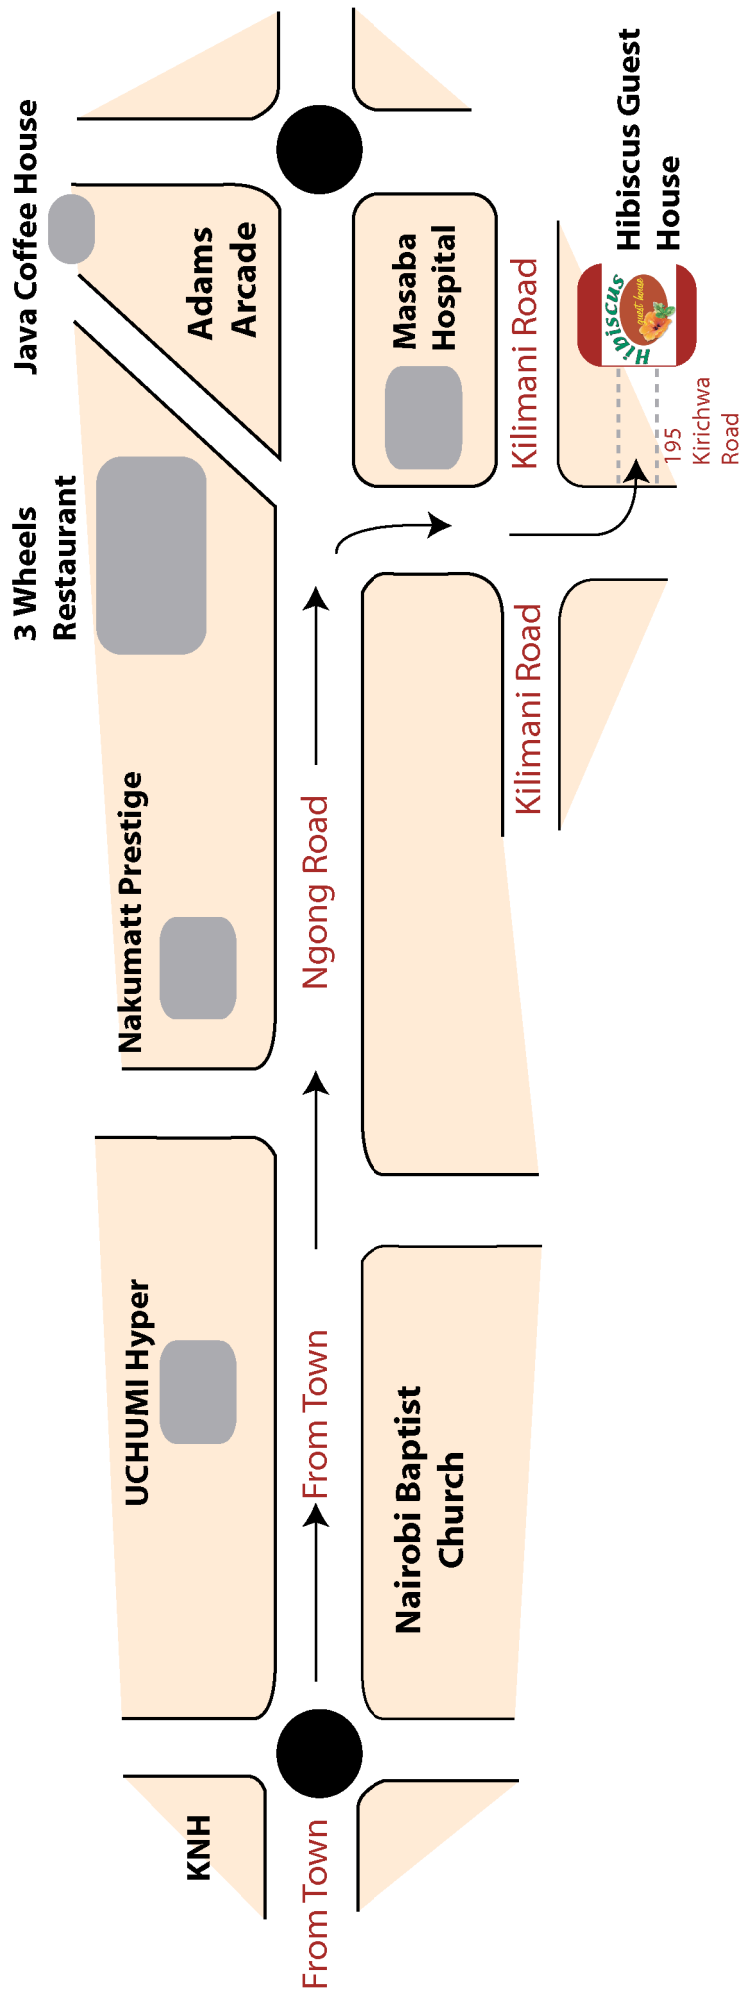 Java Coffee House
3 Wheels
Restaurant
Nakumatt Prestige
UCHUMI Hyper
KNH
Adams
Arcade
From Town
From Town
Ngong Road
Nairobi Baptist
Church
Masaba
Hospital
Kilimani Road
Kilimani Road
Hibiscus Guest
House
Hibiscus
guest house
195
Kirichwa
Road